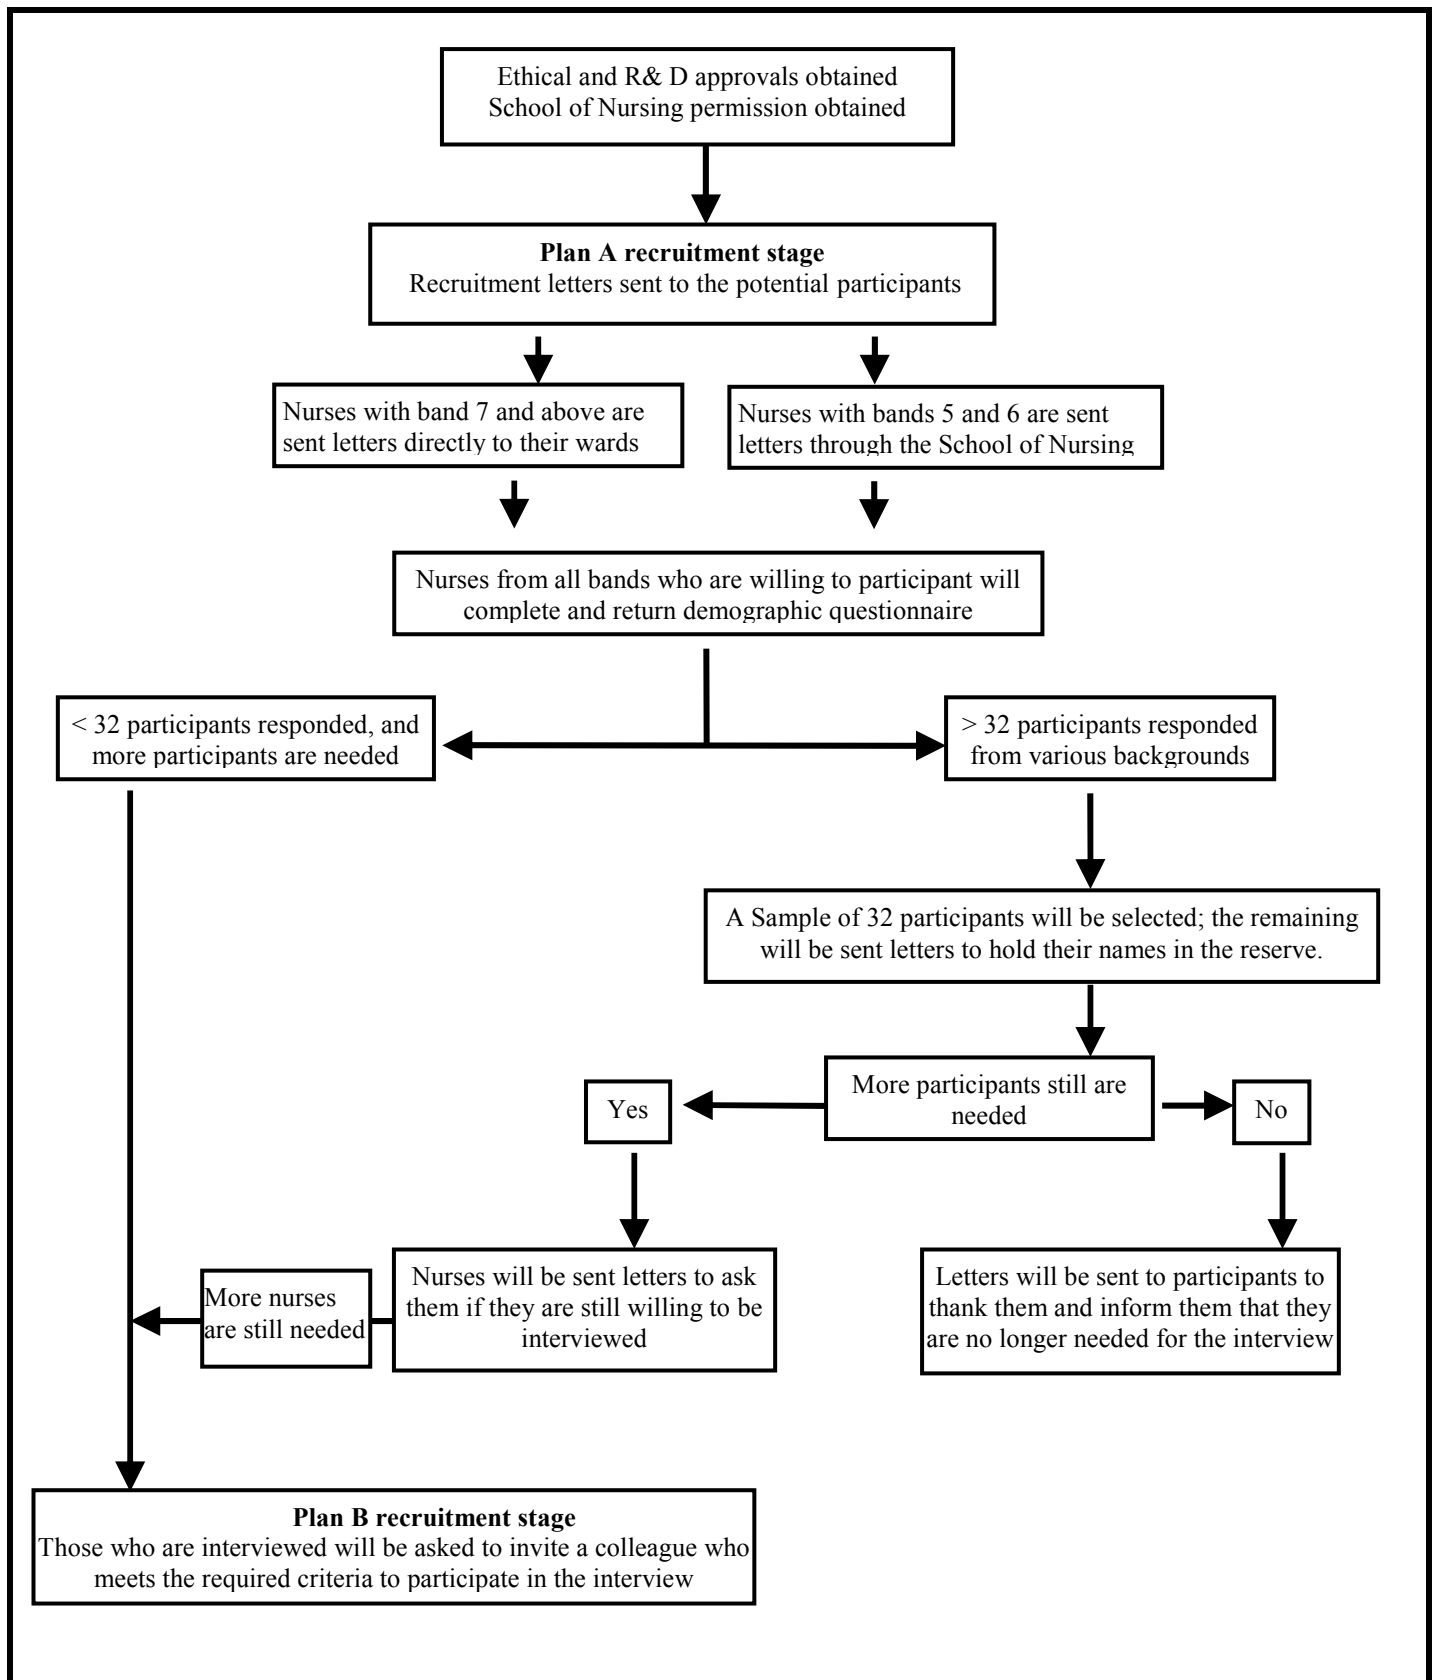 Ethical and R& D approvals obtained
School of Nursing permission obtained
Plan A recruitment stage
Recruitment letters sent to the potential participants
Nurses with band 7 and above are
sent letters directly to their wards
Nurses with bands 5 and 6 are sent
letters through the School of Nursing
Nurses from all bands who are willing to participant will
complete and return demographic questionnaire
< 32 participants responded, and
more participants are needed
> 32 participants responded
from various backgrounds
A Sample of 32 participants will be selected; the remaining
will be sent letters to hold their names in the reserve.
More participants still are
needed
Yes
No
Nurses will be sent letters to ask
them if they are still willing to be
interviewed
More nurses
are still needed
Letters will be sent to participants to
thank them and inform them that they
are no longer needed for the interview
Plan B recruitment stage
Those who are interviewed will be asked to invite a colleague who
meets the required criteria to participate in the interview